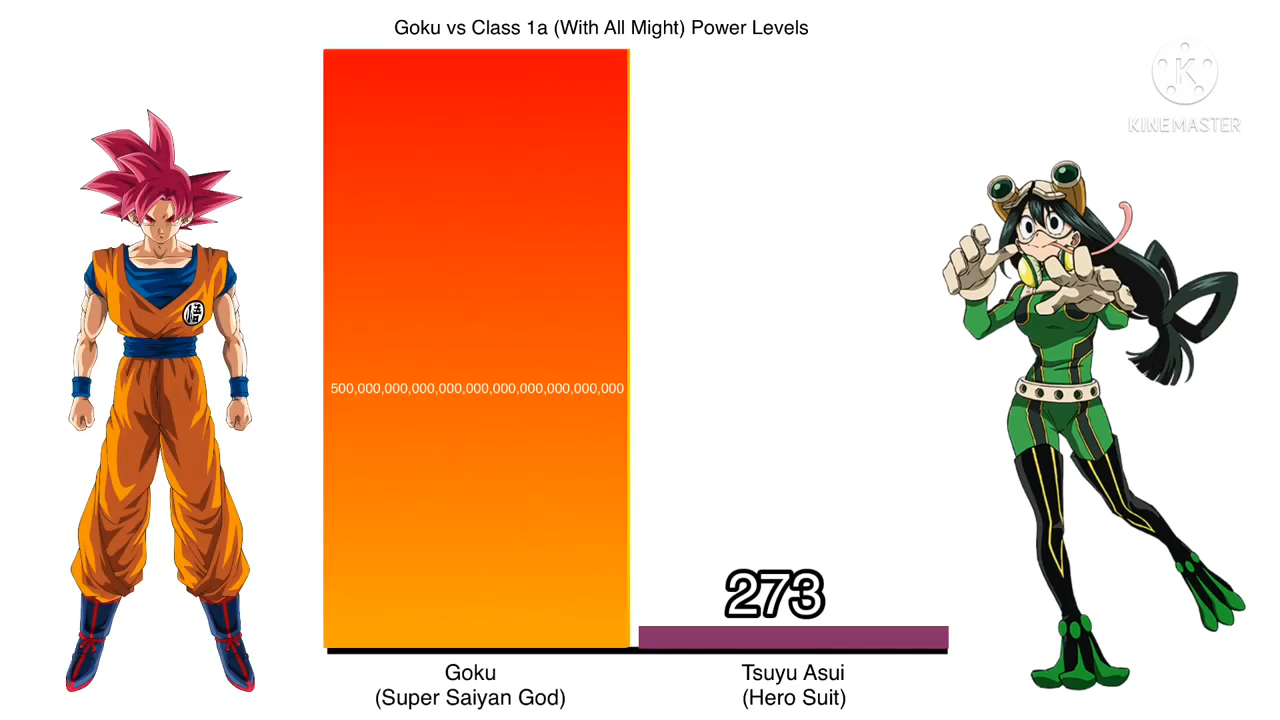 Goku vs Class 1a (With All Might) Power Levels
K
KINEMASTER
悟
500,000,000,000,000,000,000,000,000,000,000
273
Goku
(Super Saiyan God)
Tsuyu Asui
(Hero Suit)